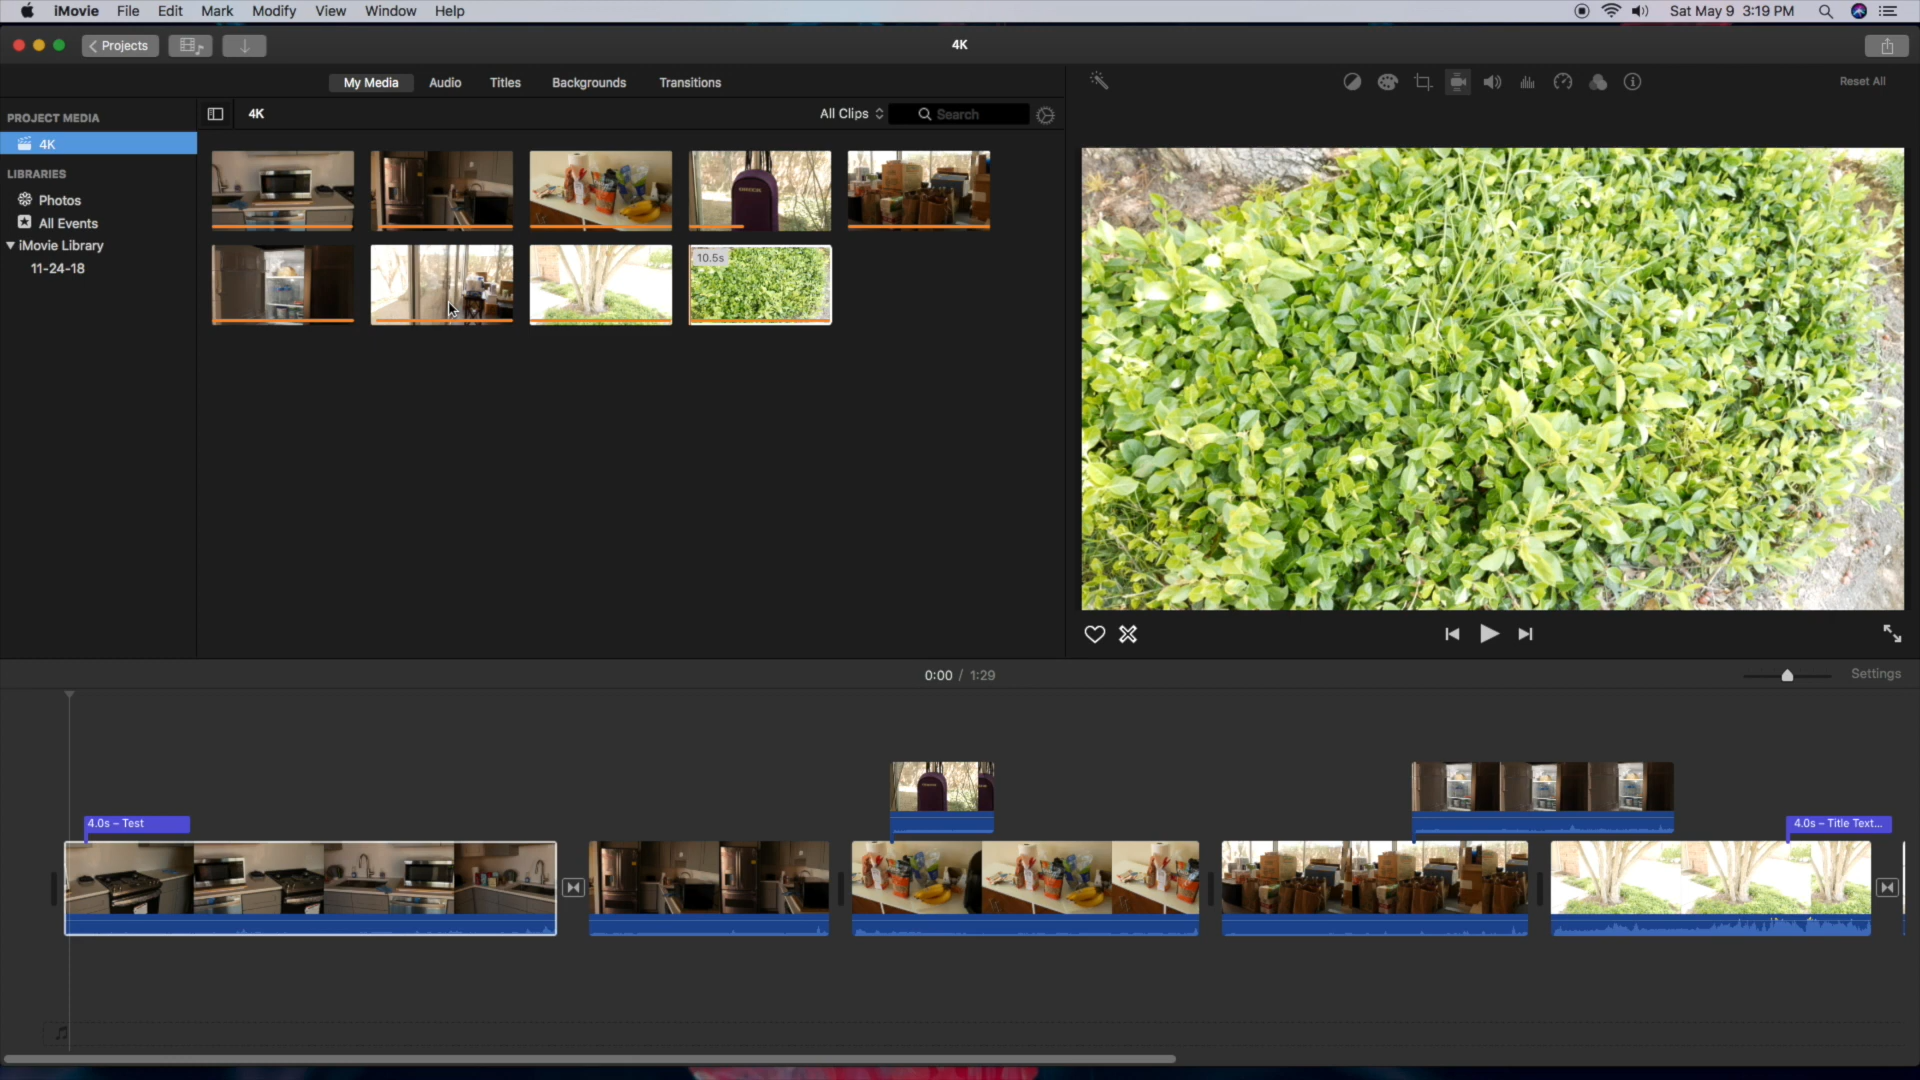 iMovie File Edit Mark Modify View Window Help
Sat May 9 3:19 PM
Projects
4K
My Media Audio Titles Backgrounds Transitions
Reset All
PROJECT MEDIA
4K
4K
All Clips
Search
LIBRARIES
Photos
All Events
iMovie Library
11-24-18
10.5s
0:00 / 1:29
Settings
4.0s – Test
4.0s – Title Text...